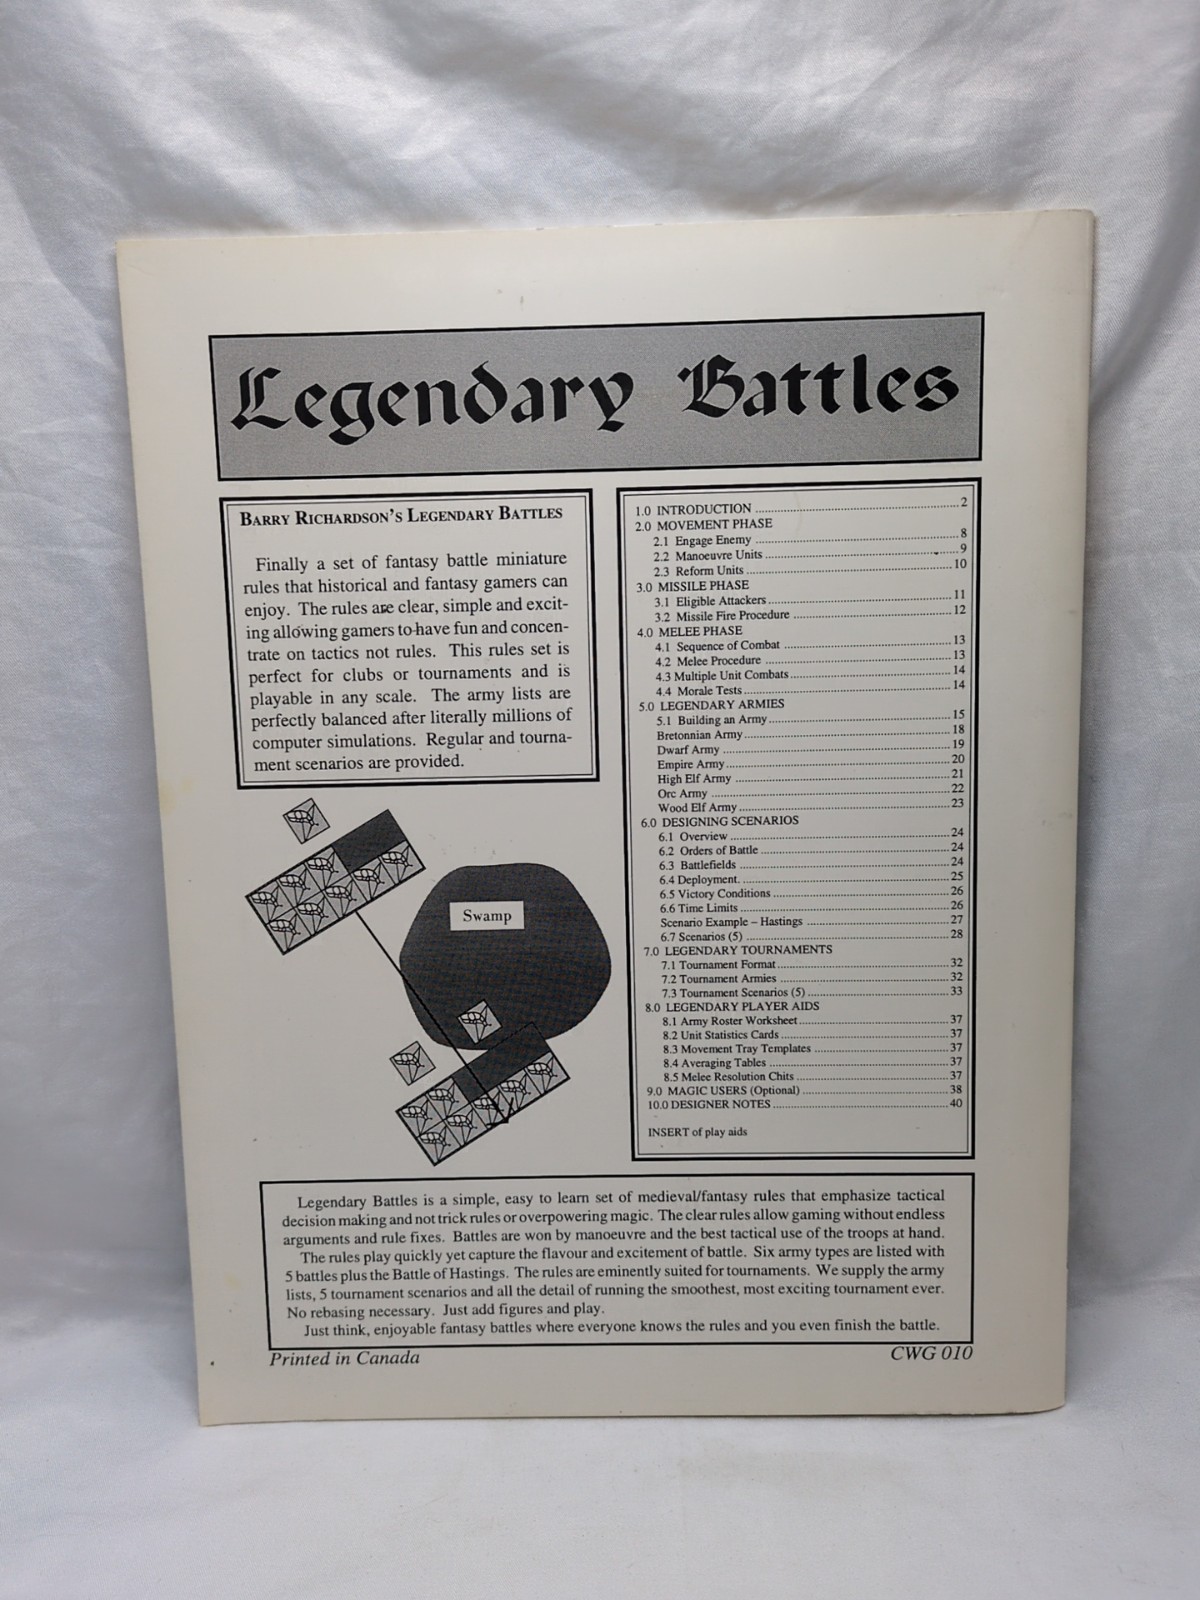 Legendary Battles
BARRY RICHARDSON'S LEGENDARY BATTLES
Finally a set of fantasy battle miniature
rules that historical and fantasy gamers can
enjoy. The rules are clear, simple and excit-
ing allowing gamers to have fun and concen-
trate on tactics not rules. This rules set is
perfect for clubs or tournaments and is
playable in any scale. The army lists are
perfectly balanced after literally millions of
computer simulations. Regular and tourna-
ment scenarios are provided.
Swamp
1.0 INTRODUCTION ........ 2
2.0 MOVEMENT PHASE
2.1 Engage Enemy ........ 8
2.2 Manoeuvre Units ........ 9
2.3 Reform Units ........ 10
3.0 MISSILE PHASE
3.1 Eligible Attackers ........ 11
3.2 Missile Fire Procedure ........ 12
4.0 MELEE PHASE
4.1 Sequence of Combat ........ 13
4.2 Melee Procedure ........ 13
4.3 Multiple Unit Combats ........ 14
4.4 Morale Tests ........ 14
5.0 LEGENDARY ARMIES
5.1 Building an Army ........ 15
Bretonnian Army ........ 18
Dwarf Army ........ 19
Empire Army ........ 20
High Elf Army ........ 21
Orc Army ........ 22
Wood Elf Army ........ 23
6.0 DESIGNING SCENARIOS
6.1 Overview ........ 24
6.2 Orders of Battle ........ 24
6.3 Battlefields ........ 24
6.4 Deployment. ........ 25
6.5 Victory Conditions ........ 26
6.6 Time Limits ........ 26
Scenario Example – Hastings ........ 27
6.7 Scenarios (5) ........ 28
7.0 LEGENDARY TOURNAMENTS
7.1 Tournament Format ........ 32
7.2 Tournament Armies ........ 32
7.3 Tournament Scenarios (5) ........ 33
8.0 LEGENDARY PLAYER AIDS
8.1 Army Roster Worksheet ........ 37
8.2 Unit Statistics Cards ........ 37
8.3 Movement Tray Templates ........ 37
8.4 Averaging Tables ........ 37
8.5 Melee Resolution Chits ........ 37
9.0 MAGIC USERS (Optional) ........ 38
10.0 DESIGNER NOTES ........ 40
INSERT of play aids
Legendary Battles is a simple, easy to learn set of medieval/fantasy rules that emphasize tactical
decision making and not trick rules or overpowering magic. The clear rules allow gaming without endless
arguments and rule fixes. Battles are won by manoeuvre and the best tactical use of the troops at hand.
The rules play quickly yet capture the flavour and excitement of battle. Six army types are listed with
5 battles plus the Battle of Hastings. The rules are eminently suited for tournaments. We supply the army
lists, 5 tournament scenarios and all the detail of running the smoothest, most exciting tournament ever.
No rebasing necessary. Just add figures and play.
Just think, enjoyable fantasy battles where everyone knows the rules and you even finish the battle.
Printed in Canada
CWG 010